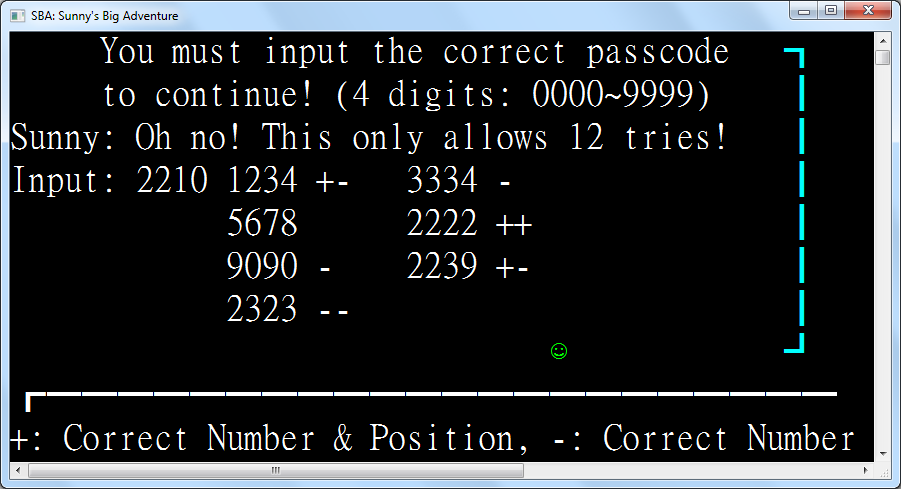 SBA: Sunny's Big Adventure
You must input the correct passcode
to continue! (4 digits: 0000~9999)
Sunny: Oh no! This only allows 12 tries!
Input: 2210 1234 +- 3334 -
5678 2222 ++
9090 - 2239 +-
2323 --
+: Correct Number & Position, -: Correct Number